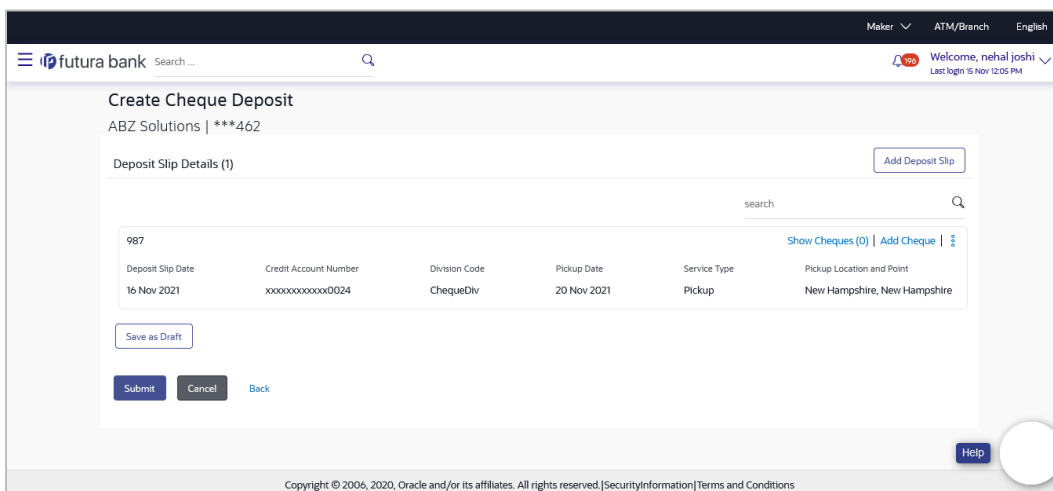 Maker ATM/Branch English
futura bank Search ... 196 Welcome, nehal joshi
Last login 15 Nov 12:05 PM
Create Cheque Deposit
ABZ Solutions | ***462
Deposit Slip Details (1) Add Deposit Slip
search
987 Show Cheques (0) | Add Cheque |
Deposit Slip Date Credit Account Number Division Code Pickup Date Service Type Pickup Location and Point
16 Nov 2021 xxxxxxxxxxxx0024 ChequeDiv 20 Nov 2021 Pickup New Hampshire, New Hampshire
Save as Draft
Submit Cancel Back
Help
Copyright © 2006, 2020, Oracle and/or its affiliates. All rights reserved.|SecurityInformation|Terms and Conditions